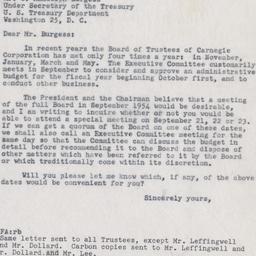 Under Secretary of the Treasury
U. S. Treasury Department
Washington 25, D. C.
Dear Mr. Burgess:
In recent years the Board of Trustees of Carnegie
Corporation has met only four times a year: in November,
January, March and May. The Executive Committee customarily
meets in September to consider and approve an administrative
budget for the fiscal year beginning October first, and to
conduct other business.
The President and the Chairman believe that a meeting
of the full Board in September 1954 would be desirable,
and I am writing to inquire whether or not you would be
able to attend a special meeting on September 21, 22 or 23.
If we can get a quorum of the Board on one of these dates,
we shall also call an Executive Committee meeting for the
same day so that the Committee can discuss the budget in
detail before recommending it to the Board and dispose of
other matters which have been referred to it by the Board
or which traditionally come within its discretion.
Will you please let me know which, if any, of the above
dates would be convenient for you?
Sincerely yours,
FA:rb
Same letter sent to all Trustees, except Mr. Leffingwell
and Mr. Dollard. Carbon copies sent to Mr. Leffingwell and
r. Dollard.and Mr. Lee.